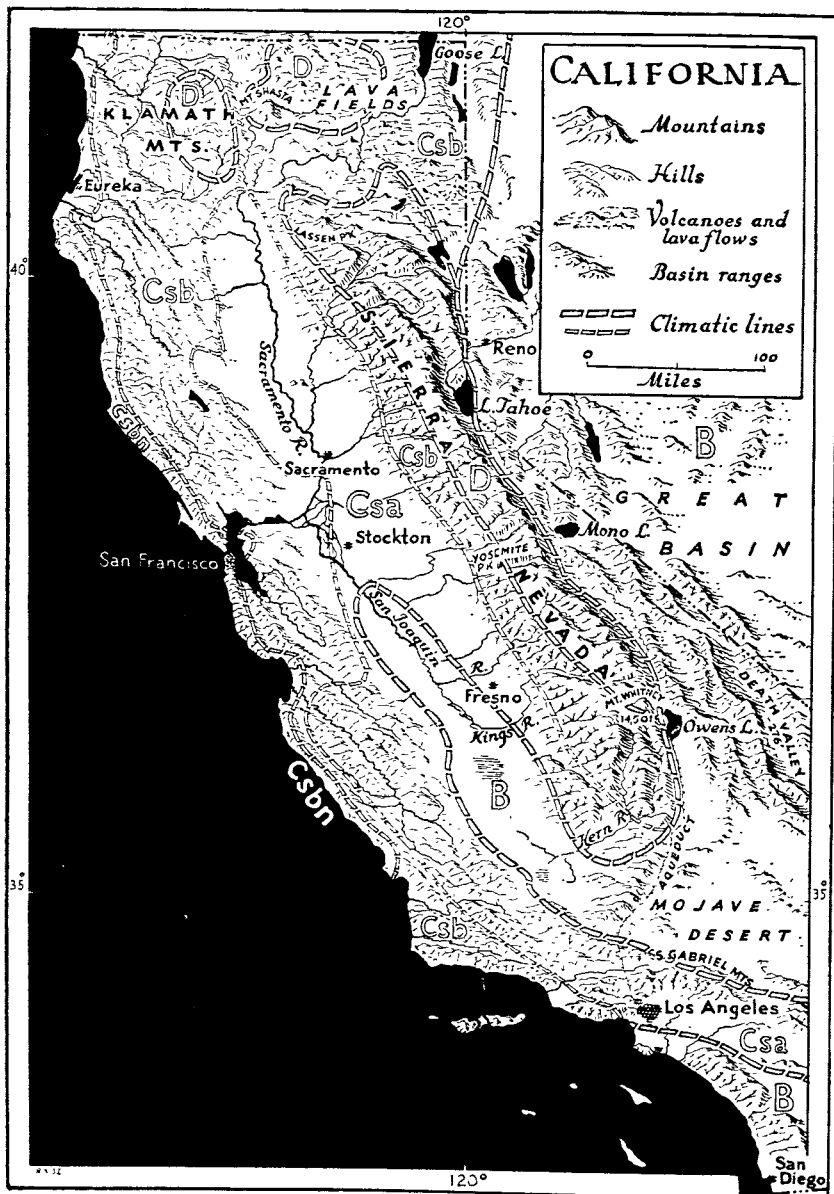 120°
CALIFORNIA
Mountains
Hills
Volcanoes and
lava flows
Basin ranges
Climatic lines
0 100
Miles
Goose L.
D
D
LAVA
FIELDS
MT. SHASTA
KLAMATH
MTS.
Csb
Eureka
LASSEN PK.
40°
Csb
Sacramento R.
SIERRA
NEVADA
Reno
L. Tahoe
B
Csbn
Sacramento
Csb
D
Csa
GREAT
BASIN
Stockton
Mono L.
San Francisco
YOSEMITE
San Joaquin
R.
Fresno
MT. WHITNEY
14,501
DEATH VALLEY
-276
Kings R.
Owens L.
Csbn
B
Kern R.
AQUEDUCT
35°
35°
MOJAVE
DESERT
Csb
S. GABRIEL MTS.
Los Angeles
Csa
B
120°
San
Diego